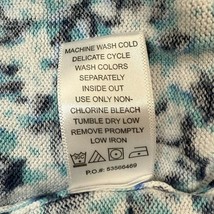 MACHINE WASH COLD
DELICATE CYCLE
WASH COLORS
SEPARATELY
INSIDE OUT
USE ONLY NON-
CHLORINE BLEACH
TUMBLE DRY LOW
REMOVE PROMPTLY
LOW IRON
P.O.#: 83566469